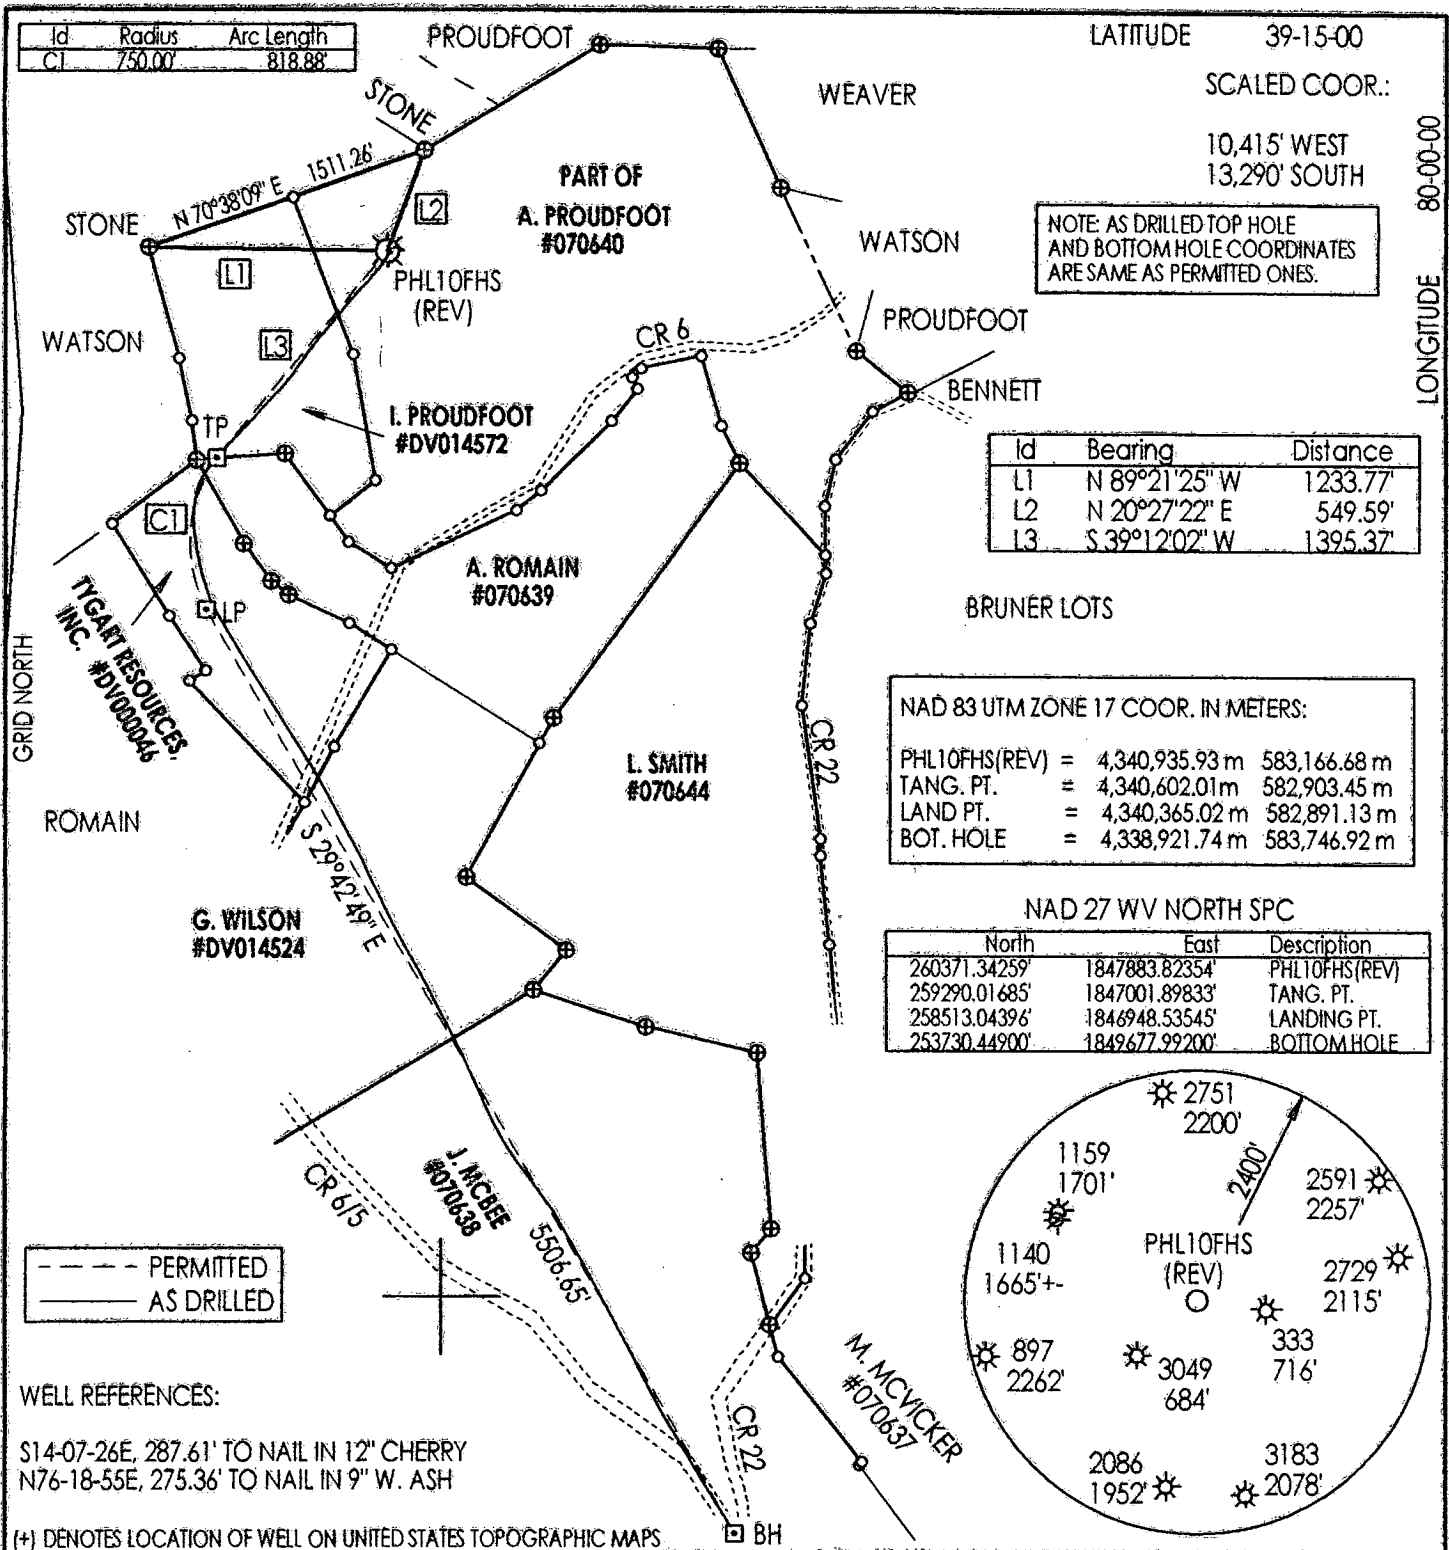 Id Radius Arc Length
C1 750.00' 818.88'
PROUDFOOT
LATITUDE 39-15-00
SCALED COOR.:
10,415' WEST
13,290' SOUTH
LONGITUDE 80-00-00
STONE
WEAVER
N 70°38'09" E 1511.26'
PART OF
A. PROUDFOOT
#070640
L2
STONE
WATSON
NOTE: AS DRILLED TOP HOLE
AND BOTTOM HOLE COORDINATES
ARE SAME AS PERMITTED ONES.
L1
PHL10FHS
(REV)
WATSON
L3
CR 6
PROUDFOOT
BENNETT
I. PROUDFOOT
#DV014572
TP
Id Bearing Distance
L1 N 89°21'25" W 1233.77'
L2 N 20°27'22" E 549.59'
L3 S 39°12'02" W 1395.37'
C1
A. ROMAIN
#070639
BRUNER LOTS
LP
TYGART RESOURCES,
INC. #DV000046
GRID NORTH
NAD 83 UTM ZONE 17 COOR. IN METERS:
PHL10FHS(REV) = 4,340,935.93 m 583,166.68 m
TANG. PT. = 4,340,602.01m 582,903.45 m
LAND PT. = 4,340,365.02 m 582,891.13 m
BOT. HOLE = 4,338,921.74 m 583,746.92 m
CR 22
L. SMITH
#070644
ROMAIN
S 29°42'49" E
G. WILSON
#DV014524
NAD 27 WV NORTH SPC
North East Description
260371.34259' 1847883.82354' PHL10FHS(REV)
259290.01685' 1847001.89833' TANG. PT.
258513.04396' 1846948.53545' LANDING PT.
253730.44900' 1849677.99200' BOTTOM HOLE
2751
2200'
1159
1701'
2400'
2591
2257'
CR 6/5
J. MCBEE
#070638
5506.65'
PHL10FHS
(REV)
1140
1665'+-
2729
2115'
PERMITTED
AS DRILLED
333
716'
897
2262'
3049
684'
M. MCVICKER
#070637
WELL REFERENCES:
S14-07-26E, 287.61' TO NAIL IN 12" CHERRY
N76-18-55E, 275.36' TO NAIL IN 9" W. ASH
CR 22
2086
1952'
3183
2078'
(+) DENOTES LOCATION OF WELL ON UNITED STATES TOPOGRAPHIC MAPS
BH